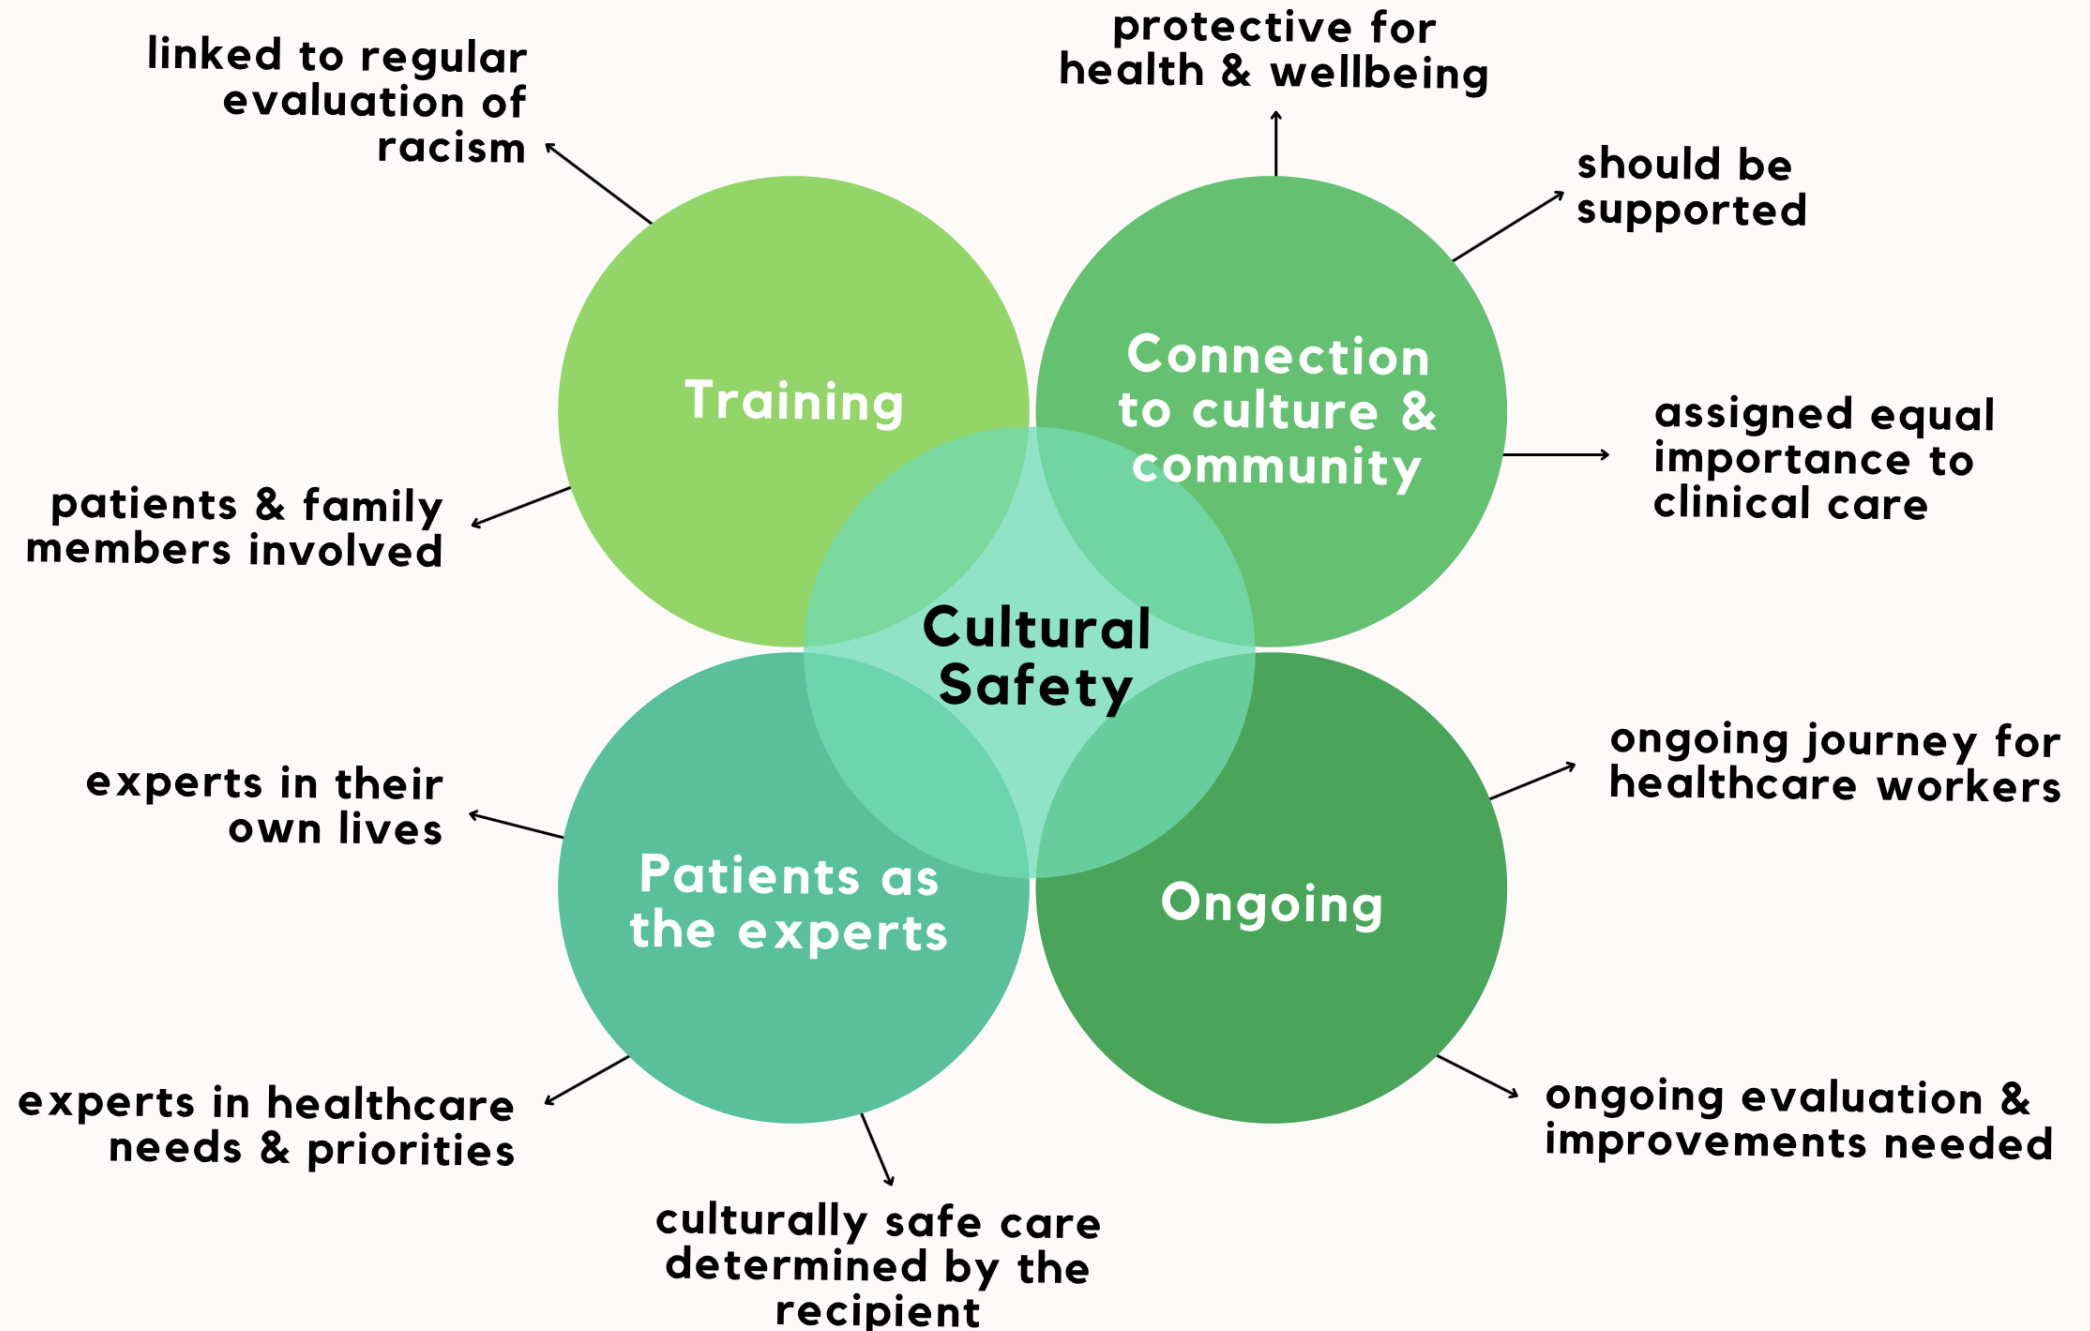 linked to regular
evaluation of
racism
protective for
health & wellbeing
should be
supported
Training
Connection
to culture &
community
assigned equal
importance to
clinical care
patients & family
members involved
Cultural
Safety
experts in their
own lives
ongoing journey for
healthcare workers
Patients as
the experts
Ongoing
experts in healthcare
needs & priorities
ongoing evaluation &
improvements needed
culturally safe care
determined by the
recipient